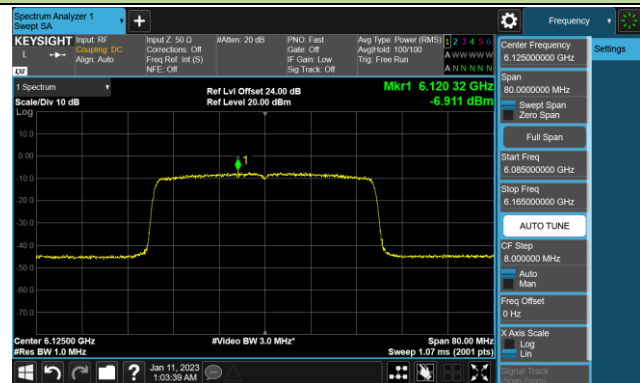 Spectrum Analyzer 1
Swept SA
Frequency
KEYSIGHT
L
LXI
Input: RF
Coupling: DC
Align: Auto
Input Z: 50 Ω
Corrections: Off
Freq Ref: Int (S)
NFE: Off
#Atten: 20 dB
PNO: Fast
Gate: Off
IF Gain: Low
Sig Track: Off
Avg Type: Power (RMS)
Avg|Hold: 100/100
Trig: Free Run
1 2 3 4 5 6
A W W W W W
A N N N N N
1 Spectrum
Scale/Div 10 dB
Log
Ref Lvl Offset 24.00 dB
Ref Level 20.00 dBm
Mkr1 6.120 32 GHz
-6.911 dBm
1
10.0
0.00
-10.0
-20.0
-30.0
-40.0
-50.0
-60.0
-70.0
Center 6.12500 GHz
#Res BW 1.0 MHz
#Video BW 3.0 MHz*
Span 80.00 MHz
Sweep 1.07 ms (2001 pts)
Jan 11, 2023
1:03:39 AM
Center Frequency
6.125000000 GHz
Span
80.0000000 MHz
Swept Span
Zero Span
Full Span
Start Freq
6.085000000 GHz
Stop Freq
6.165000000 GHz
AUTO TUNE
CF Step
8.000000 MHz
Auto
Man
Freq Offset
0 Hz
X Axis Scale
Log
Lin
Signal Track
(Span Zoom)
Settings